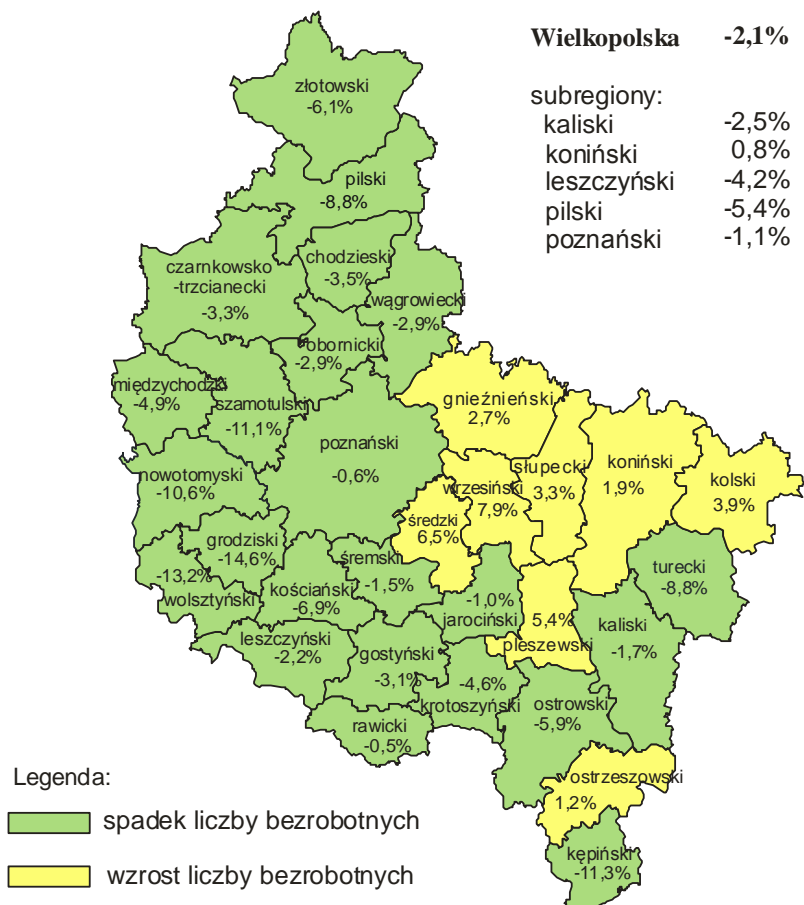 Wielkopolska -2,1%
subregiony:
kaliski -2,5%
koniński 0,8%
leszczyński -4,2%
pilski -5,4%
poznański -1,1%
złotowski
-6,1%
pilski
-8,8%
czarnkowsko
-trzcianecki
-3,3%
chodzieski
-3,5%
wągrowiecki
-2,9%
obornicki
-2,9%
międzychodzki
-4,9%
szamotulski
-11,1%
poznański
-0,6%
gnieźnieński
2,7%
słupecki
3,3%
koniński
1,9%
kolski
3,9%
nowotomyski
-10,6%
wrzesiński
7,9%
średzki
6,5%
grodziski
-14,6%
-13,2%
wolsztyński
kościański
-6,9%
śremski
-1,5%
-1,0%
jarociński
5,4%
pleszewski
turecki
-8,8%
kaliski
-1,7%
leszczyński
-2,2%
gostyński
-3,1%
-4,6%
krotoszyński
ostrowski
-5,9%
rawicki
-0,5%
ostrzeszowski
1,2%
kępiński
-11,3%
Legenda:
spadek liczby bezrobotnych
wzrost liczby bezrobotnych